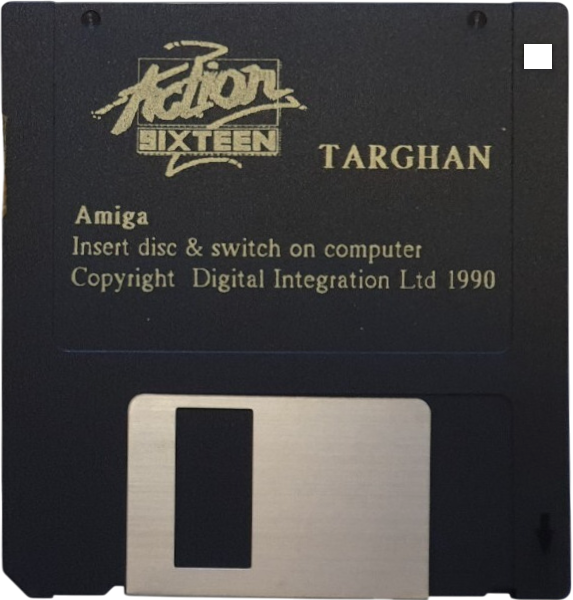 Action
SIXTEEN
TARGHAN
Amiga
Insert disc & switch on computer
Copyright Digital Integration Ltd 1990